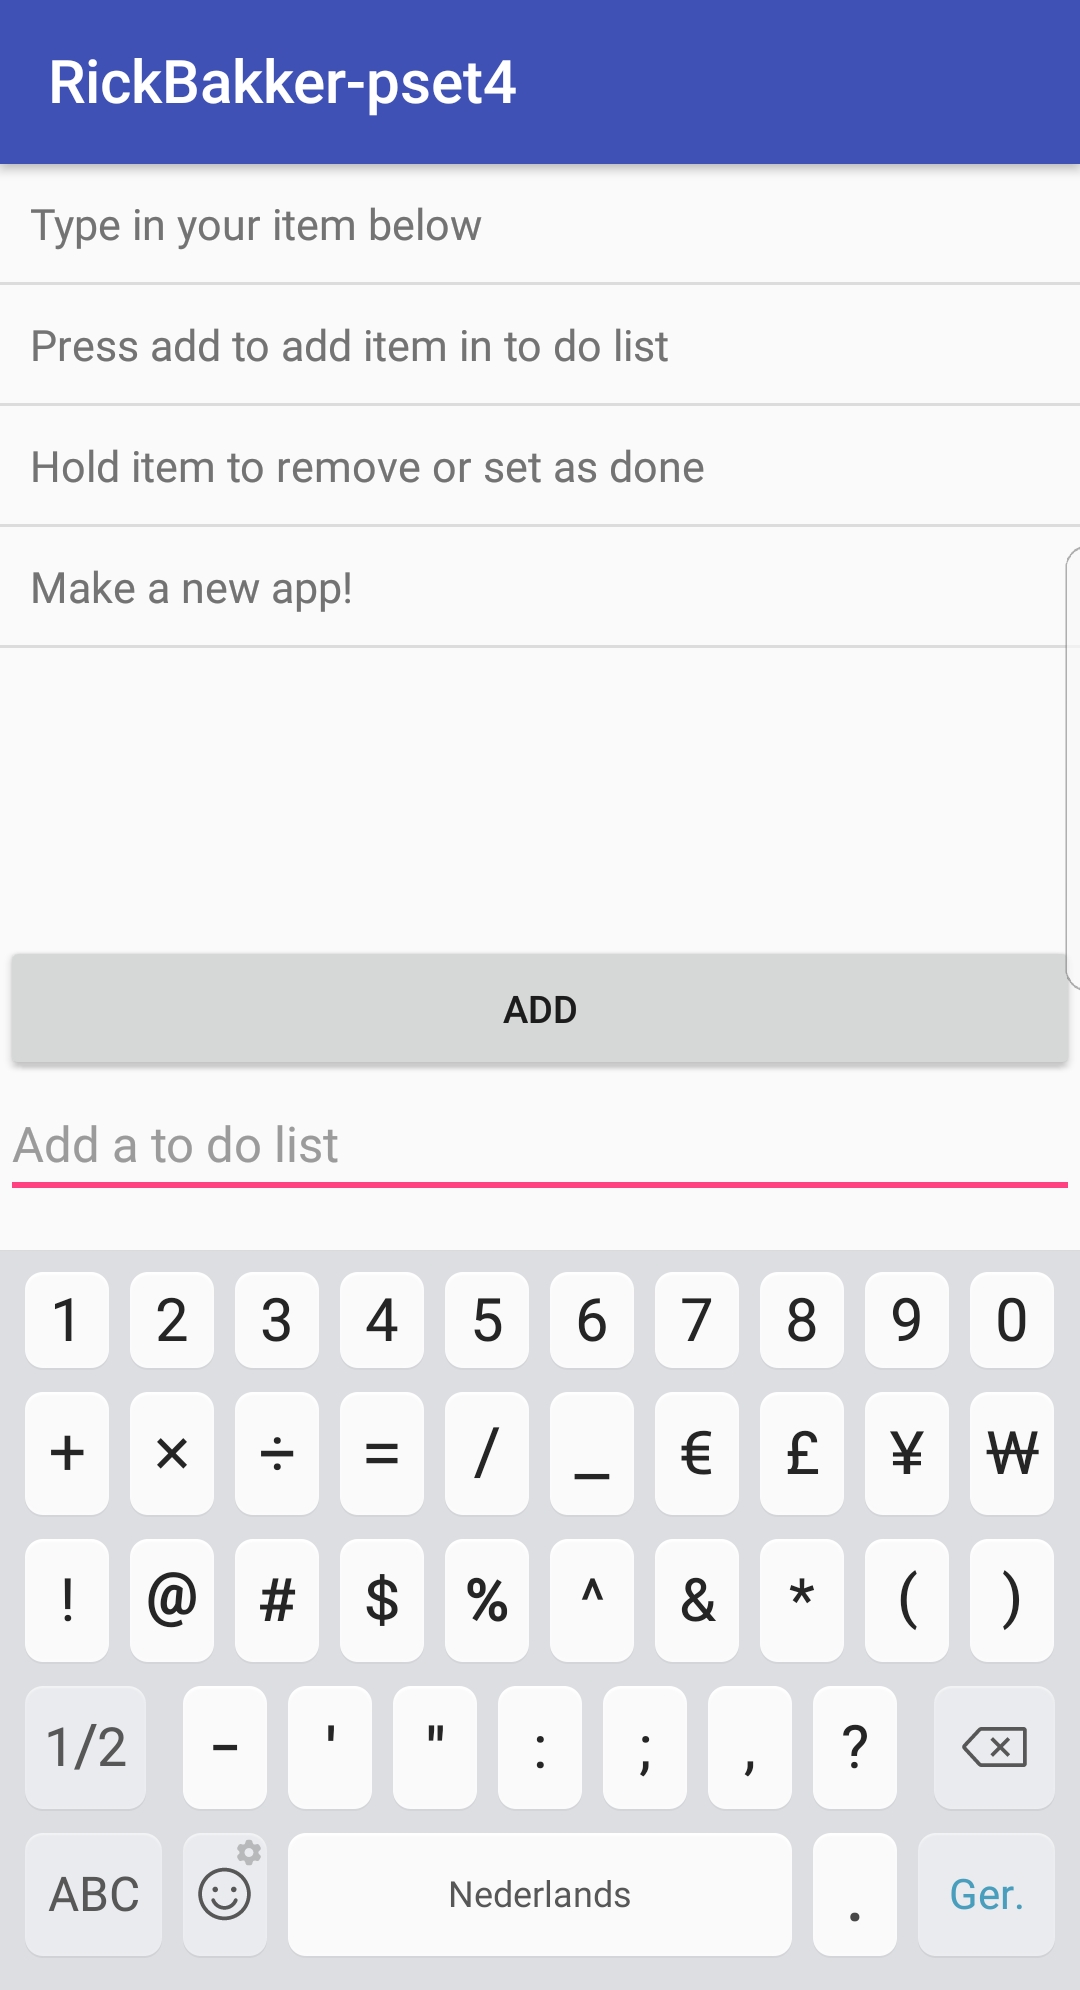 RickBakker-pset4
Type in your item below
Press add to add item in to do list
Hold item to remove or set as done
Make a new app!
ADD
Add a to do list
1 2 3 4 5 6 7 8 9 0
+ × ÷ = / _ € £ ¥ ₩
! @ # $ % ^ & * ( )
1/2 - ' " : ; , ?
ABC Nederlands . Ger.